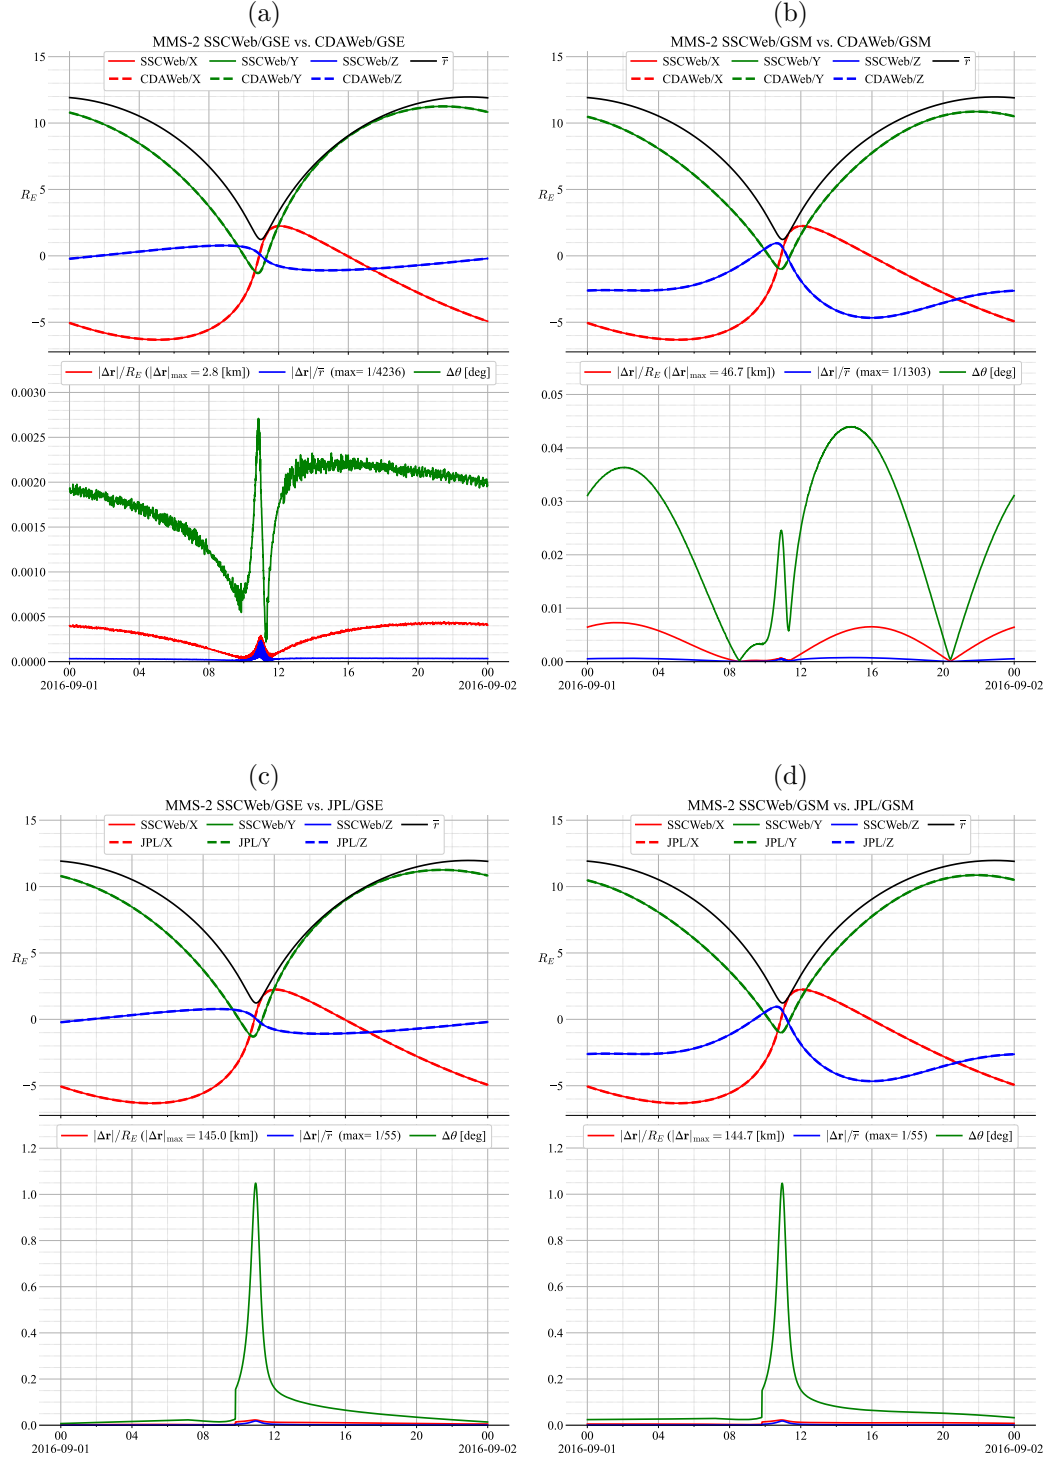 (a)
MMS-2 SSCWeb/GSE vs. CDAWeb/GSE
SSCWeb/X SSCWeb/Y SSCWeb/Z r̅
CDAWeb/X CDAWeb/Y CDAWeb/Z
15
10
5
R_E
0
−5
|Δr|/R_E (|Δr|_max = 2.8 [km]) |Δr|/r̅ (max= 1/4236) Δθ [deg]
0.0030
0.0025
0.0020
0.0015
0.0010
0.0005
0.0000
00 04 08 12 16 20 00
2016-09-01 2016-09-02
(b)
MMS-2 SSCWeb/GSM vs. CDAWeb/GSM
SSCWeb/X SSCWeb/Y SSCWeb/Z r̅
CDAWeb/X CDAWeb/Y CDAWeb/Z
15
10
5
R_E
0
−5
|Δr|/R_E (|Δr|_max = 46.7 [km]) |Δr|/r̅ (max= 1/1303) Δθ [deg]
0.05
0.04
0.03
0.02
0.01
0.00
00 04 08 12 16 20 00
2016-09-01 2016-09-02
(c)
MMS-2 SSCWeb/GSE vs. JPL/GSE
SSCWeb/X SSCWeb/Y SSCWeb/Z r̅
JPL/X JPL/Y JPL/Z
15
10
5
R_E
0
−5
|Δr|/R_E (|Δr|_max = 145.0 [km]) |Δr|/r̅ (max= 1/55) Δθ [deg]
1.2
1.0
0.8
0.6
0.4
0.2
0.0
00 04 08 12 16 20 00
2016-09-01 2016-09-02
(d)
MMS-2 SSCWeb/GSM vs. JPL/GSM
SSCWeb/X SSCWeb/Y SSCWeb/Z r̅
JPL/X JPL/Y JPL/Z
15
10
5
R_E
0
−5
|Δr|/R_E (|Δr|_max = 144.7 [km]) |Δr|/r̅ (max= 1/55) Δθ [deg]
1.2
1.0
0.8
0.6
0.4
0.2
0.0
00 04 08 12 16 20 00
2016-09-01 2016-09-02